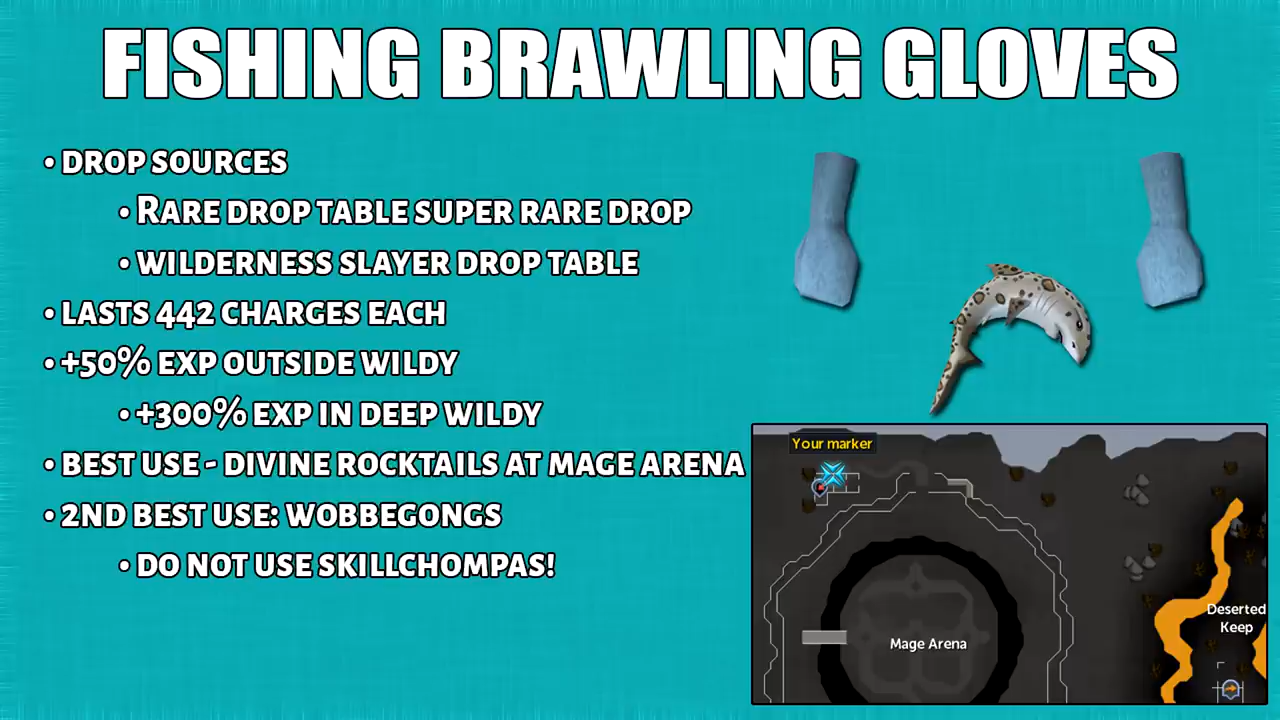 FISHING BRAWLING GLOVES
• DROP SOURCES
• RARE DROP TABLE SUPER RARE DROP
• WILDERNESS SLAYER DROP TABLE
• LASTS 442 CHARGES EACH
• +50% EXP OUTSIDE WILDY
• +300% EXP IN DEEP WILDY
• BEST USE - DIVINE ROCKTAILS AT MAGE ARENA
• 2ND BEST USE: WOBBEGONGS
• DO NOT USE SKILLCHOMPAS!
Your marker
Mage Arena
Deserted
Keep